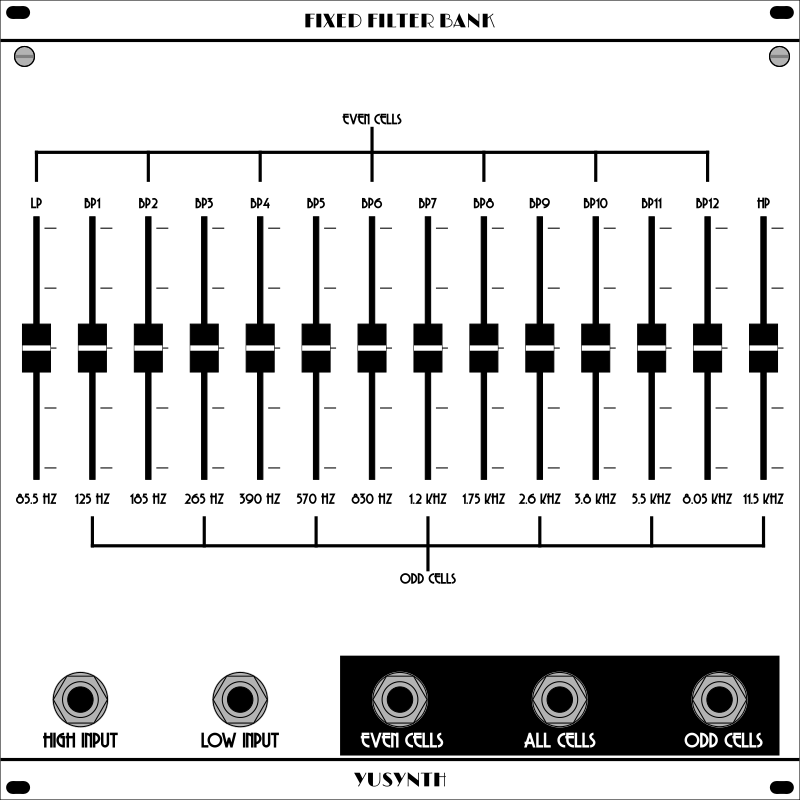 FIXED FILTER BANK
EVEN CELLS
LP BP1 BP2 BP3 BP4 BP5 BP6 BP7 BP8 BP9 BP10 BP11 BP12 HP
85.5 HZ 125 HZ 185 HZ 265 HZ 390 HZ 570 HZ 830 HZ 1.2 KHZ 1.75 KHZ 2.6 KHZ 3.8 KHZ 5.5 KHZ 8.05 KHZ 11.5 KHZ
ODD CELLS
HIGH INPUT LOW INPUT EVEN CELLS ALL CELLS ODD CELLS
YUSYNTH